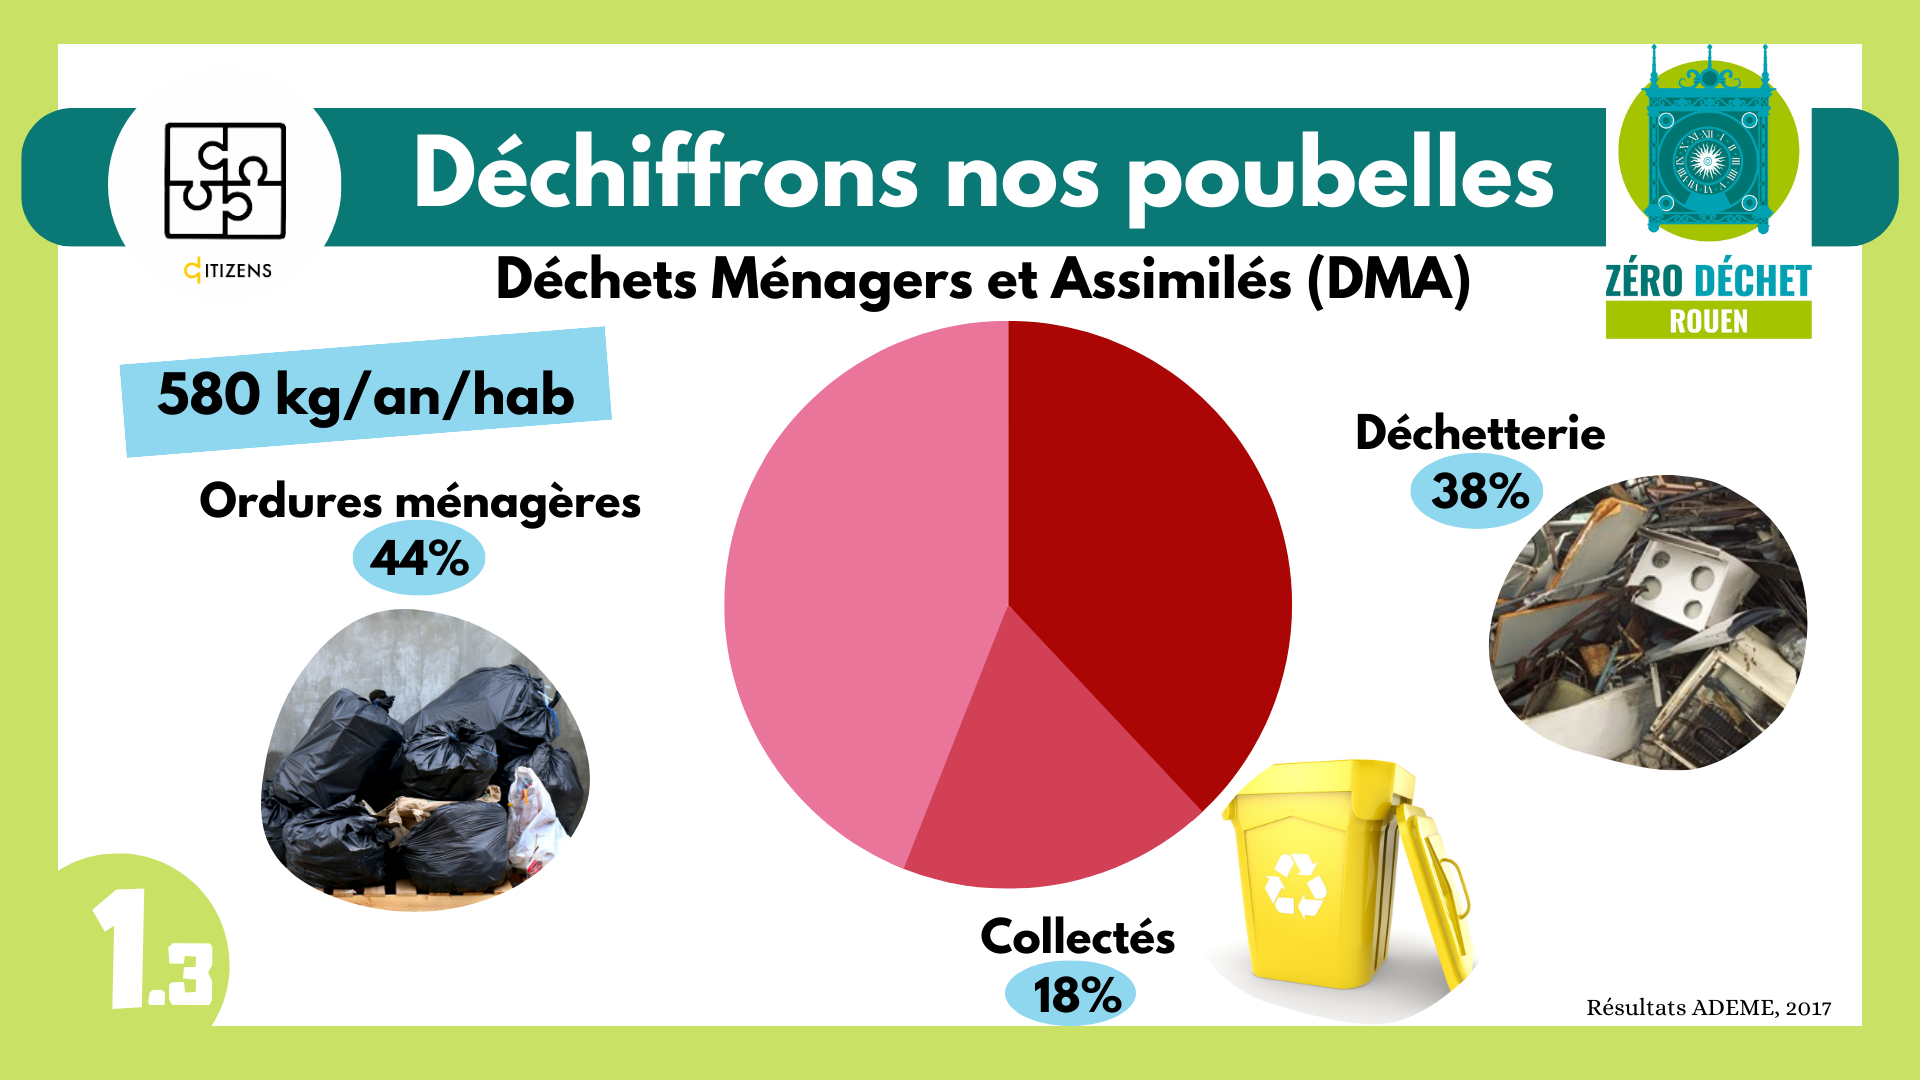 Déchiffrons nos poubelles
CITIZENS
ZÉRO DÉCHET
ROUEN
Déchets Ménagers et Assimilés (DMA)
580 kg/an/hab
Déchetterie
38%
Ordures ménagères
44%
Collectés
18%
1.3
Résultats ADEME, 2017